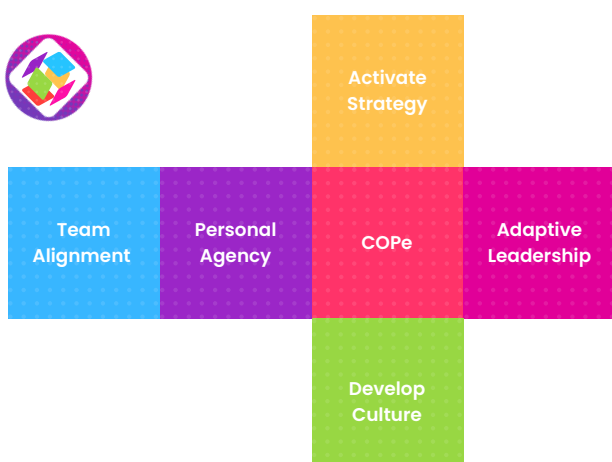 Activate
Strategy
Team
Alignment
Personal
Agency
COPe
Adaptive
Leadership
Develop
Culture